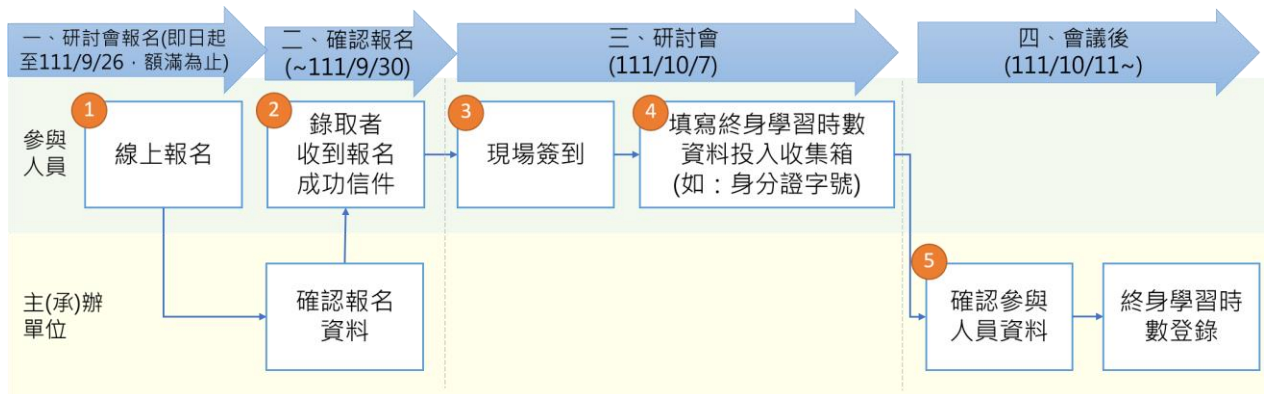 一、研討會報名(即日起
至111/9/26，額滿為止)
二、確認報名
(~111/9/30)
三、研討會
(111/10/7)
四、會議後
(111/10/11~)
參與
人員
1
線上報名
2
錄取者
收到報名
成功信件
3
現場簽到
4
填寫終身學習時數
資料投入收集箱
(如：身分證字號)
主(承)辦
單位
確認報名
資料
5
確認參與
人員資料
終身學習時
數登錄